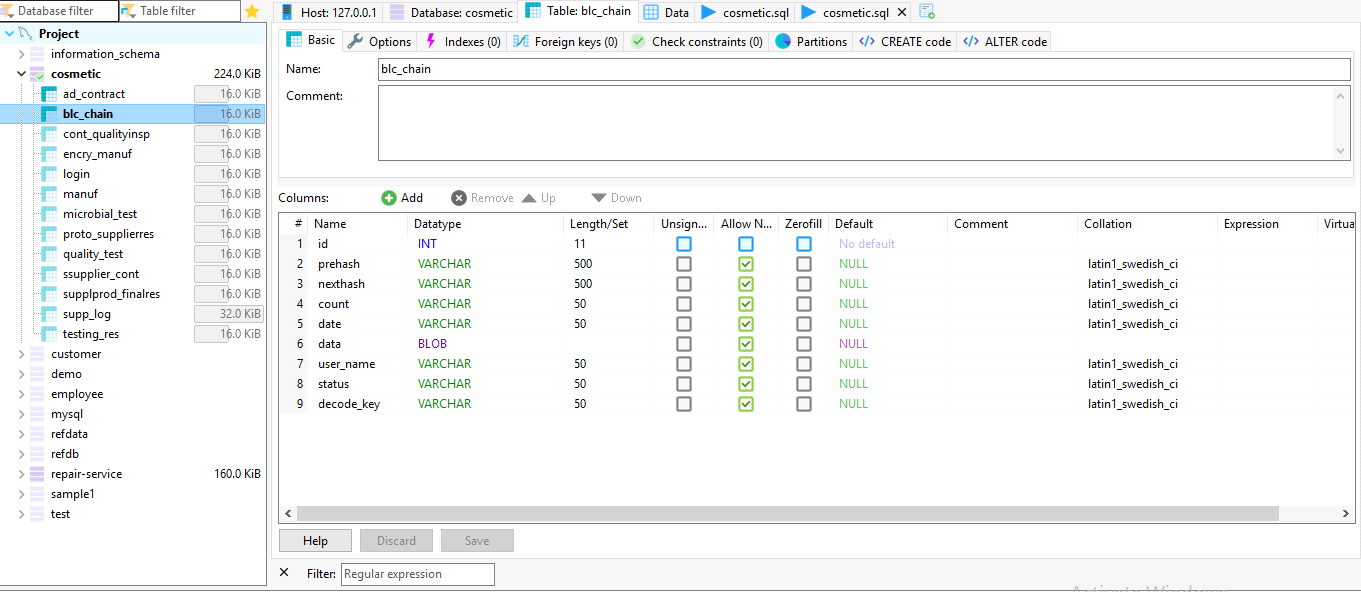 Database filter Table filter
Host: 127.0.0.1 Database: cosmetic Table: blc_chain Data cosmetic.sql cosmetic.sql
Project
information_schema
cosmetic 224.0 KiB
ad_contract 16.0 KiB
blc_chain 16.0 KiB
cont_qualityinsp 16.0 KiB
encry_manuf 16.0 KiB
login 16.0 KiB
manuf 16.0 KiB
microbial_test 16.0 KiB
proto_supplierres 16.0 KiB
quality_test 16.0 KiB
ssupplier_cont 16.0 KiB
supplprod_finalres 16.0 KiB
supp_log 32.0 KiB
testing_res 16.0 KiB
customer
demo
employee
mysql
refdata
refdb
repair-service 160.0 KiB
sample1
test
Basic Options Indexes (0) Foreign keys (0) Check constraints (0) Partitions CREATE code ALTER code
Name: blc_chain
Comment:
Columns: Add Remove Up Down
# Name Datatype Length/Set Unsign... Allow N... Zerofill Default Comment Collation Expression Virtua
1 id INT 11 No default
2 prehash VARCHAR 500 NULL latin1_swedish_ci
3 nexthash VARCHAR 500 NULL latin1_swedish_ci
4 count VARCHAR 50 NULL latin1_swedish_ci
5 date VARCHAR 50 NULL latin1_swedish_ci
6 data BLOB NULL
7 user_name VARCHAR 50 NULL latin1_swedish_ci
8 status VARCHAR 50 NULL latin1_swedish_ci
9 decode_key VARCHAR 50 NULL latin1_swedish_ci
Help Discard Save
Filter: Regular expression
Activate Windows